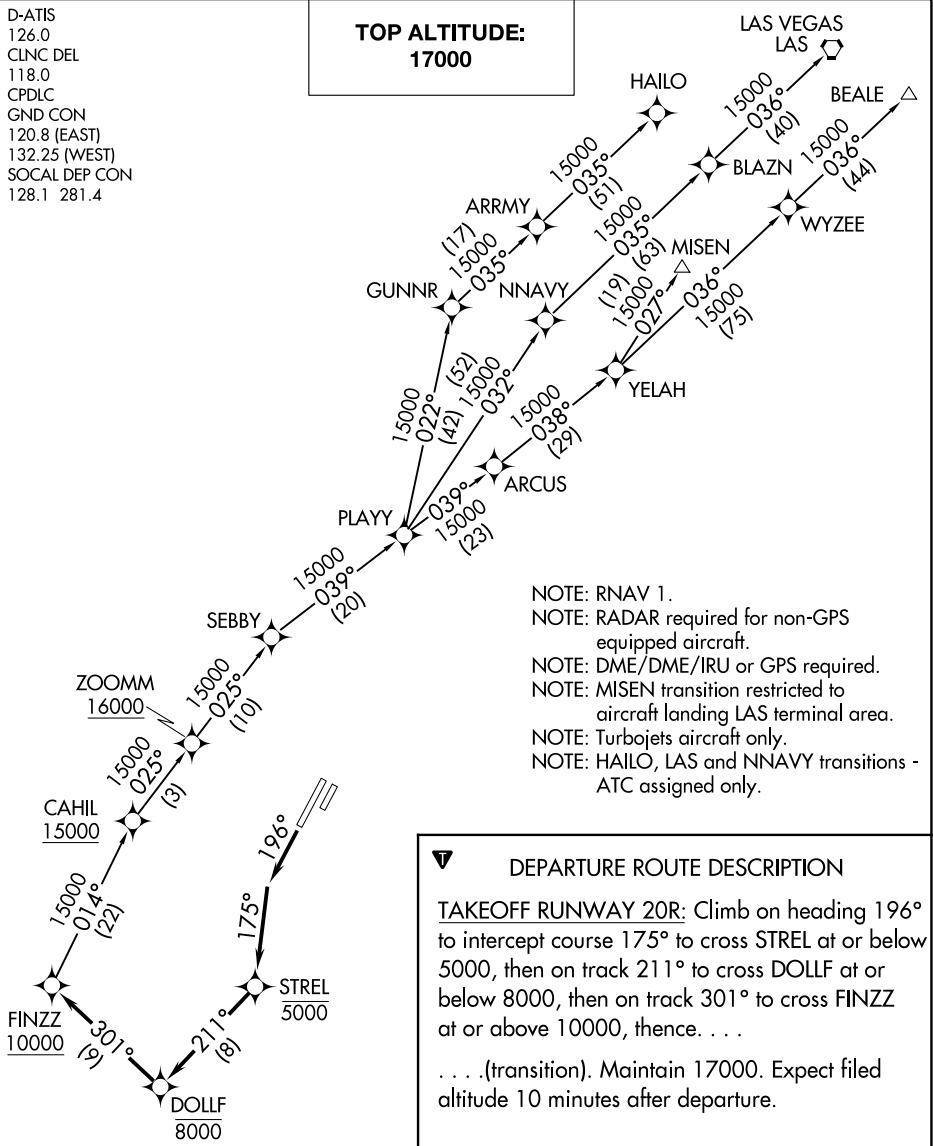 D-ATIS
126.0
CLNC DEL
118.0
CPDLC
GND CON
120.8 (EAST)
132.25 (WEST)
SOCAL DEP CON
128.1 281.4
TOP ALTITUDE:
17000
LAS VEGAS
LAS
HAILO
BEALE
15000
036°
(40)
15000
036°
(44)
BLAZN
15000
035°
(51)
ARRMY
WYZEE
15000
035°
(63)
MISEN
(17)
15000
035°
GUNNR
NNAVY
(19)
15000
027°
036°
15000
(75)
YELAH
15000
022°
(42)
(52)
15000
032°
15000
038°
(29)
ARCUS
PLAYY
039°
15000
(23)
15000
039°
(20)
SEBBY
NOTE: RNAV 1.
NOTE: RADAR required for non-GPS
equipped aircraft.
NOTE: DME/DME/IRU or GPS required.
NOTE: MISEN transition restricted to
aircraft landing LAS terminal area.
NOTE: Turbojets aircraft only.
NOTE: HAILO, LAS and NNAVY transitions -
ATC assigned only.
ZOOMM
16000
15000
025°
(10)
15000
025°
(3)
CAHIL
15000
196°
175°
15000
014°
(22)
STREL
5000
FINZZ
10000
301°
(9)
211°
(8)
DOLLF
8000
T
DEPARTURE ROUTE DESCRIPTION
TAKEOFF RUNWAY 20R: Climb on heading 196°
to intercept course 175° to cross STREL at or below
5000, then on track 211° to cross DOLLF at or
below 8000, then on track 301° to cross FINZZ
at or above 10000, thence. . . .
. . . .(transition). Maintain 17000. Expect filed
altitude 10 minutes after departure.